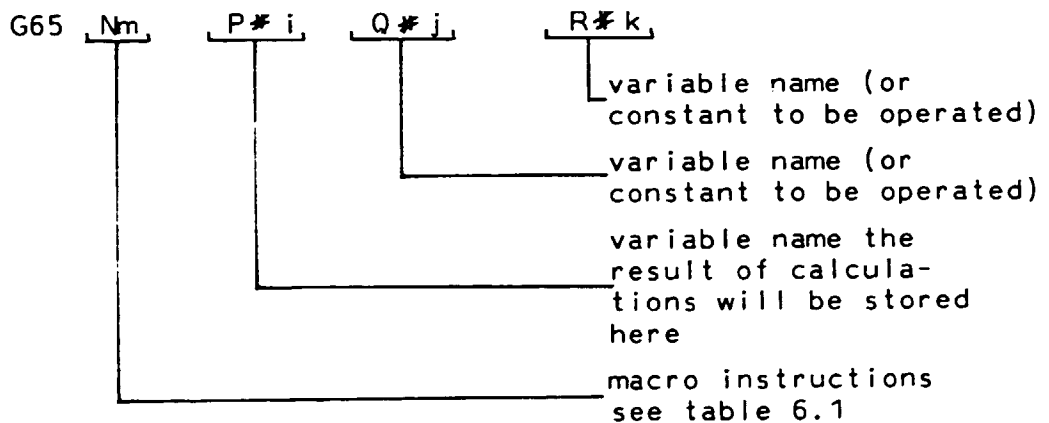 G65 Nm P# i Q# j R# k
variable name (or
constant to be operated)
variable name (or
constant to be operated)
variable name the
result of calcula-
tions will be stored
here
macro instructions
see table 6.1